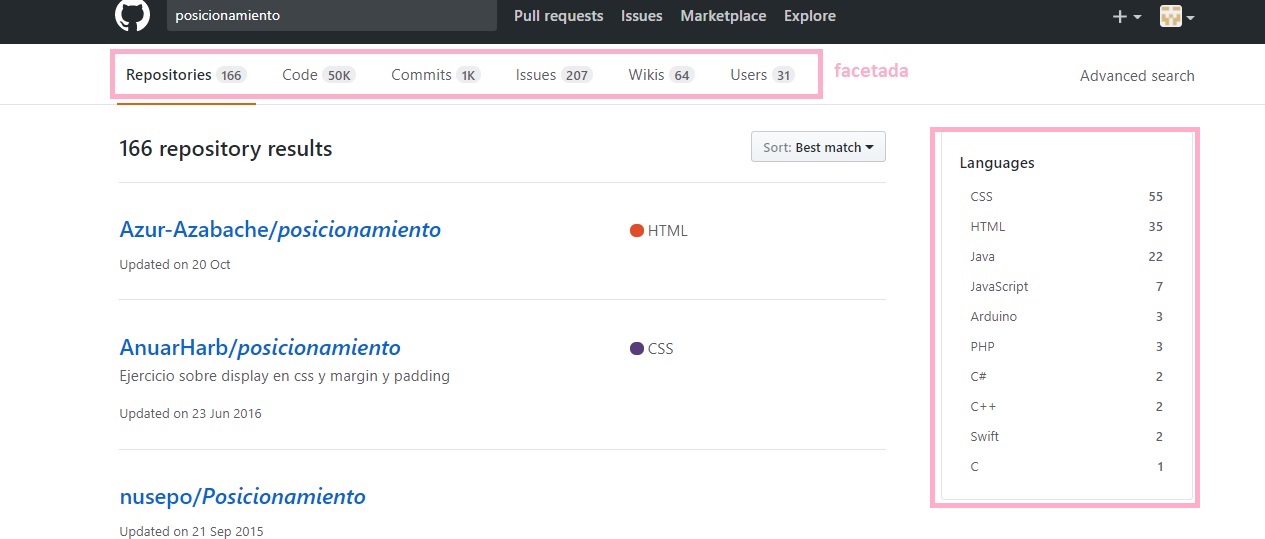 posicionamiento Pull requests Issues Marketplace Explore
Repositories 166 Code 50K Commits 1K Issues 207 Wikis 64 Users 31 facetada Advanced search
166 repository results Sort: Best match
Azur-Azabache/posicionamiento HTML
Updated on 20 Oct
AnuarHarb/posicionamiento CSS
Ejercicio sobre display en css y margin y padding
Updated on 23 Jun 2016
nusepo/Posicionamiento
Updated on 21 Sep 2015
Languages
CSS 55
HTML 35
Java 22
JavaScript 7
Arduino 3
PHP 3
C# 2
C++ 2
Swift 2
C 1